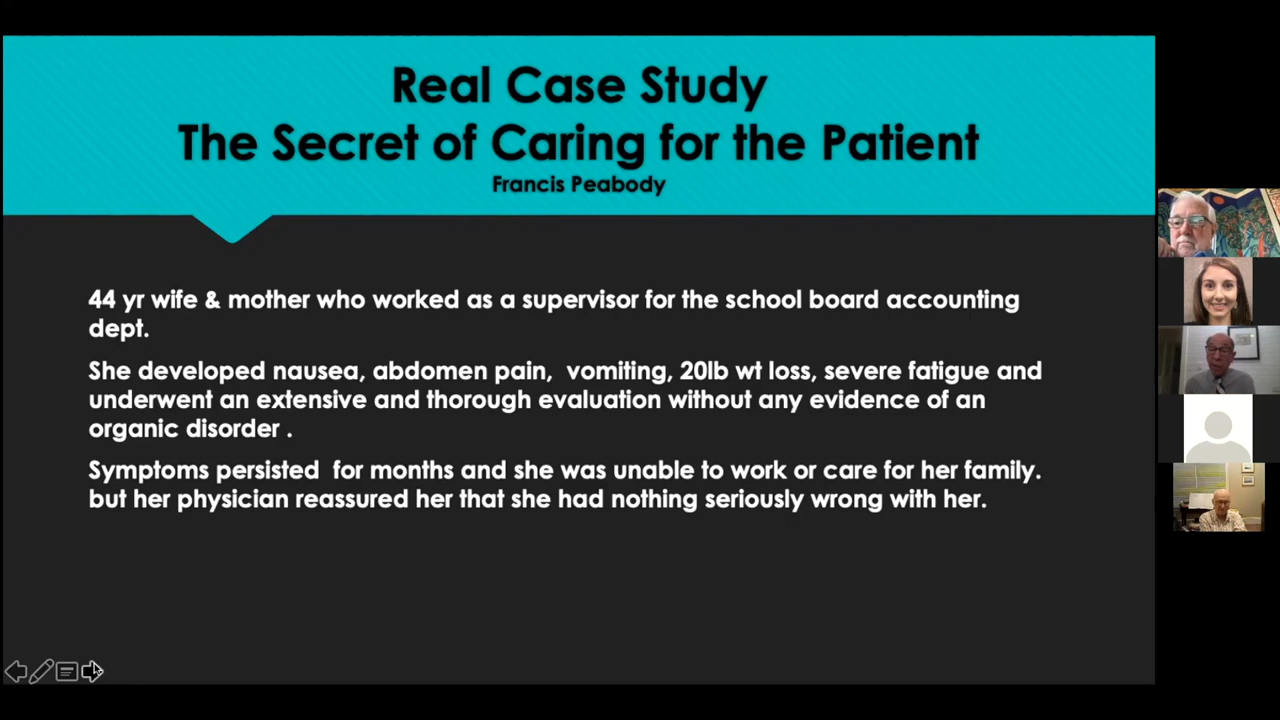 Real Case Study
The Secret of Caring for the Patient
Francis Peabody
44 yr wife & mother who worked as a supervisor for the school board accounting
dept.
She developed nausea, abdomen pain,  vomiting, 20lb wt loss, severe fatigue and
underwent an extensive and thorough evaluation without any evidence of an
organic disorder .
Symptoms persisted  for months and she was unable to work or care for her family.
but her physician reassured her that she had nothing seriously wrong with her.